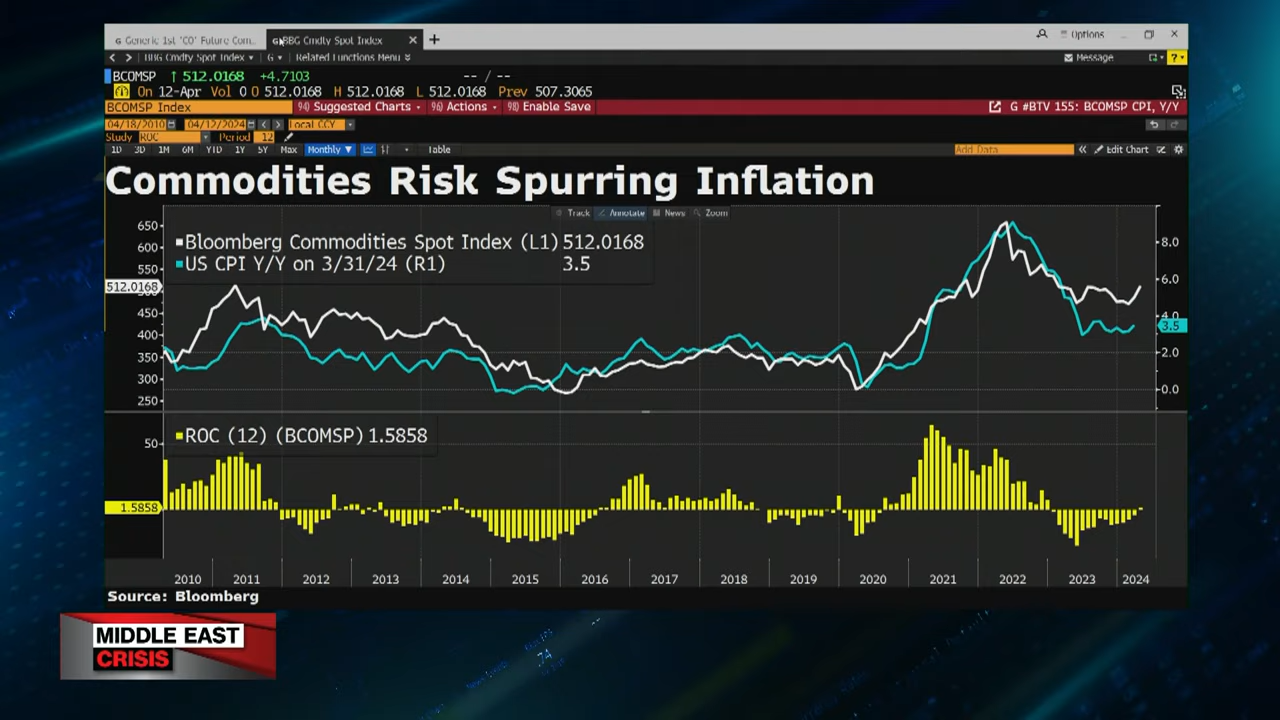 G Generic 1st 'CO' Future Com..
G BBG Cmdty Spot Index × +
Options
< > BBG Cmdty Spot Index G Related Functions Menu
Message
?
BCOMSP ↑ 512.0168 +4.7103 -- / --
On 12-Apr Vol 0 O 512.0168 H 512.0168 L 512.0168 Prev 507.3065
BCOMSP Index 94) Suggested Charts 96) Actions 98) Enable Save G #BTV 155: BCOMSP CPI, Y/Y
04/18/2010 04/12/2024 < > Local CCY
Study ROC Period 12
1D 3D 1M 6M YTD 1Y 5Y Max Monthly ▼ Table Add Data « Edit Chart
Commodities Risk Spurring Inflation
Track Annotate News Zoom
Bloomberg Commodities Spot Index (L1) 512.0168
US CPI Y/Y on 3/31/24 (R1) 3.5
650
600
550
512.0168
450
400
350
300
250
8.0
6.0
4.0
3.5
2.0
0.0
ROC (12) (BCOMSP) 1.5858
50
1.5858
2010 2011 2012 2013 2014 2015 2016 2017 2018 2019 2020 2021 2022 2023 2024
Source: Bloomberg
MIDDLE EAST
CRISIS